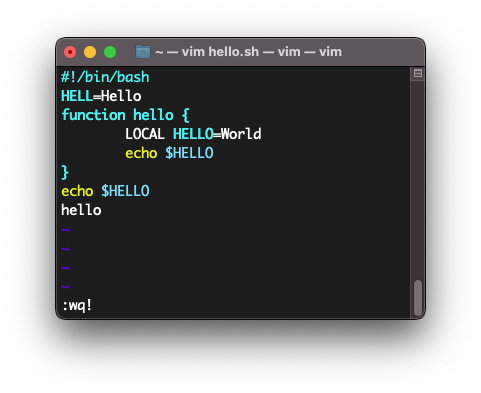 ~ — vim hello.sh — vim — vim
#!/bin/bash
HELL=Hello
function hello {
        LOCAL HELLO=World
        echo $HELLO
}
echo $HELLO
hello
~
~
~
~
:wq!